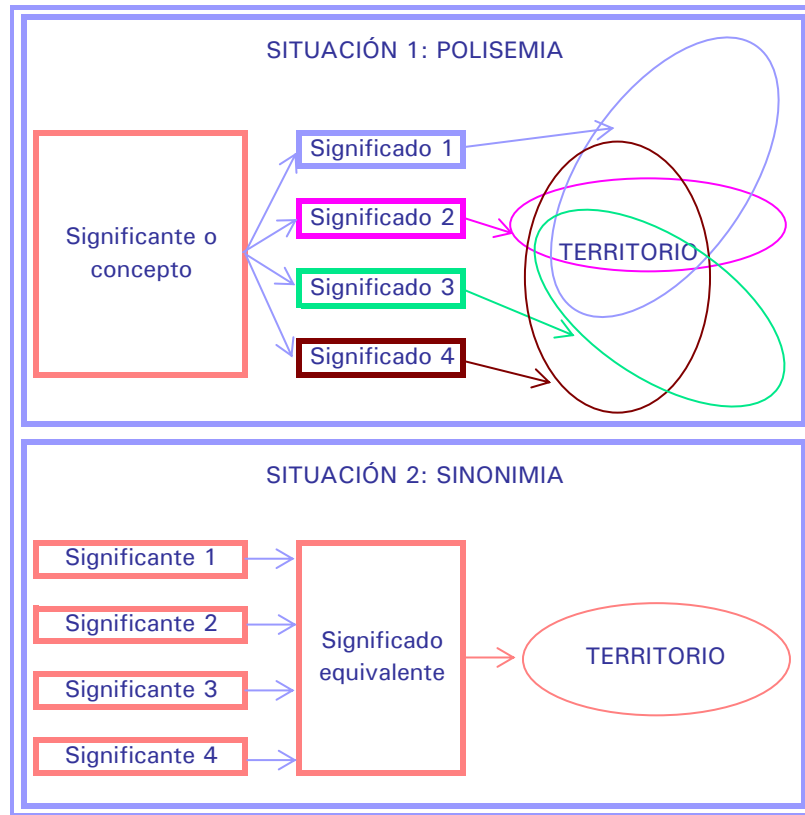 SITUACIÓN 1: POLISEMIA
Significante o
concepto
Significado 1
Significado 2
Significado 3
Significado 4
TERRITORIO
SITUACIÓN 2: SINONIMIA
Significante 1
Significante 2
Significante 3
Significante 4
Significado
equivalente
TERRITORIO